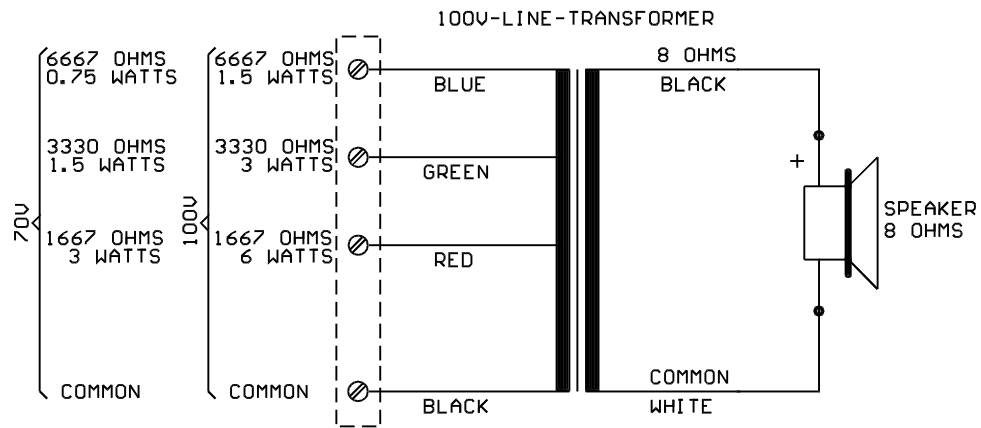 100V-LINE-TRANSFORMER
6667 OHMS
0.75 WATTS
6667 OHMS
1.5 WATTS
BLUE
8 OHMS
BLACK
3330 OHMS
1.5 WATTS
3330 OHMS
3 WATTS
GREEN
+
70V
100V
1667 OHMS
3 WATTS
1667 OHMS
6 WATTS
RED
SPEAKER
8 OHMS
COMMON
COMMON
BLACK
COMMON
WHITE